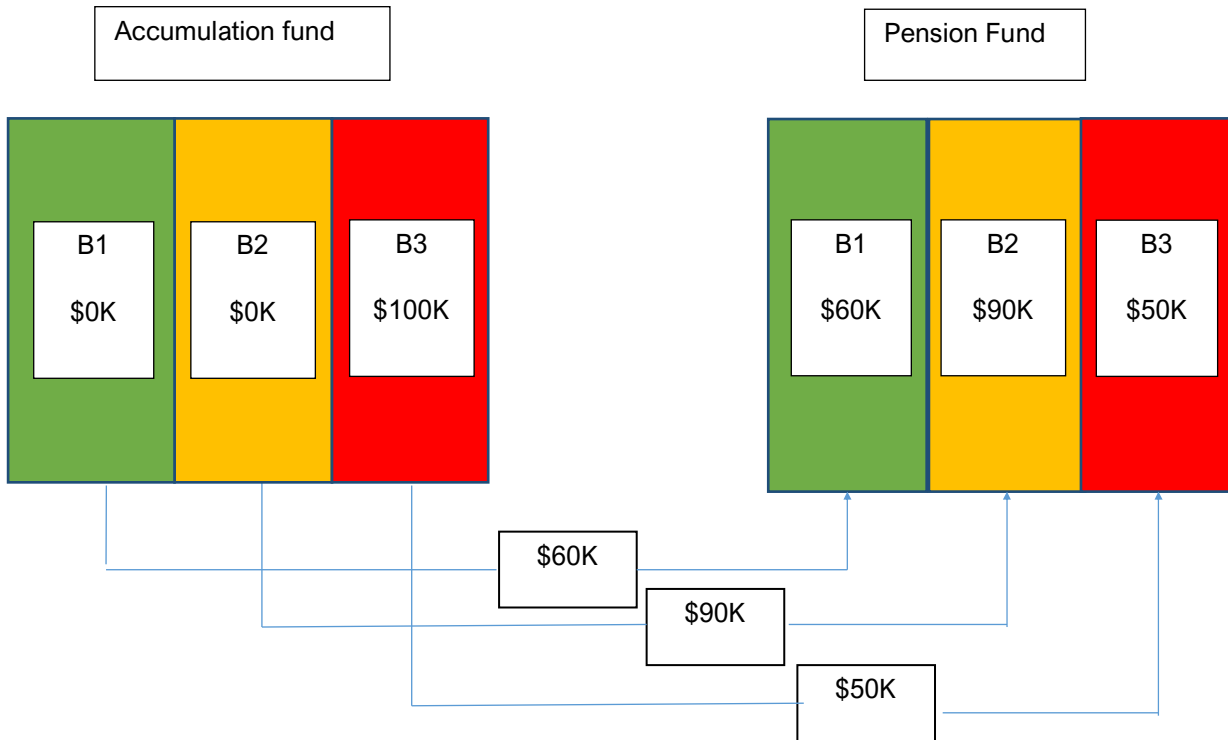 Accumulation fund
Pension Fund
B1
$0K
B2
$0K
B3
$100K
B1
$60K
B2
$90K
B3
$50K
$60K
$90K
$50K